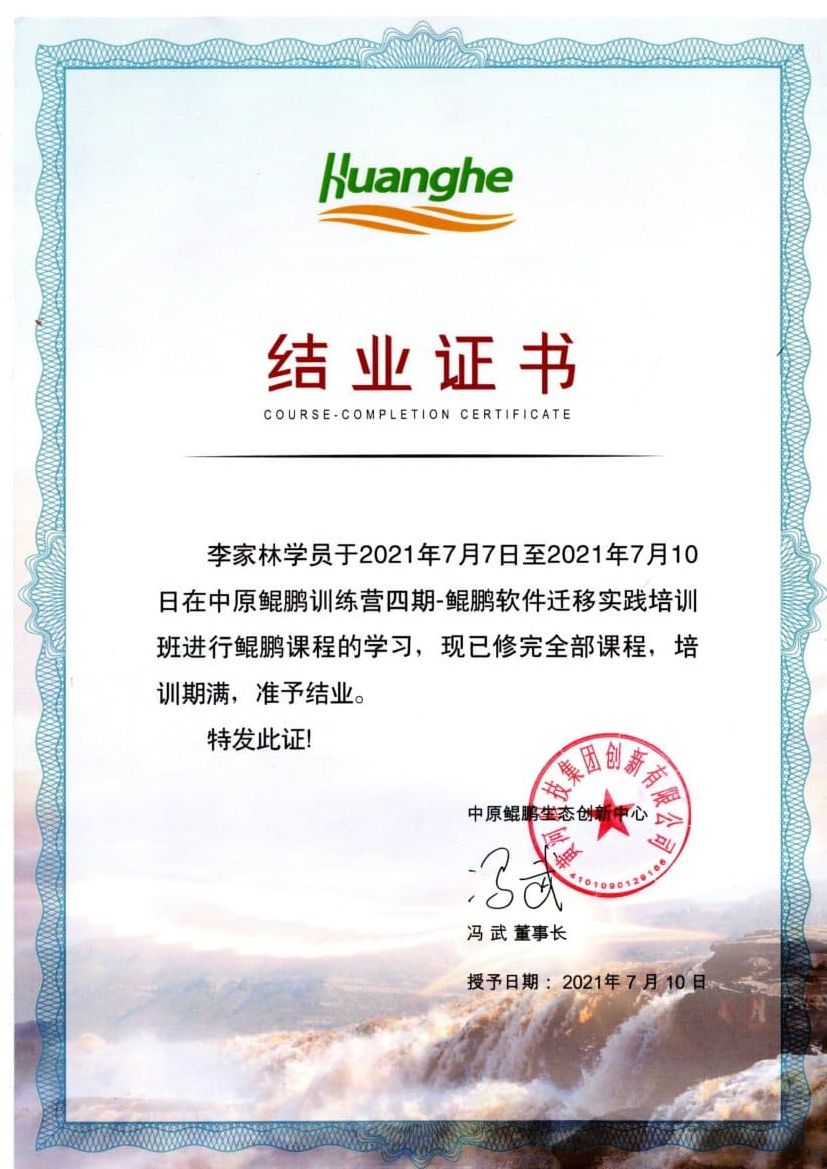 Huanghe
结业证书
COURSE-COMPLETION CERTIFICATE
李家林学员于2021年7月7日至2021年7月10
日在中原鲲鹏训练营四期-鲲鹏软件迁移实践培训
班进行鲲鹏课程的学习，现已修完全部课程，培
训期满，准予结业。
特发此证!
中原鲲鹏生态创新中心
黄河科技集团创新有限公司
4101090129186
冯武
冯 武 董事长
授予日期： 2021年 7 月 10 日